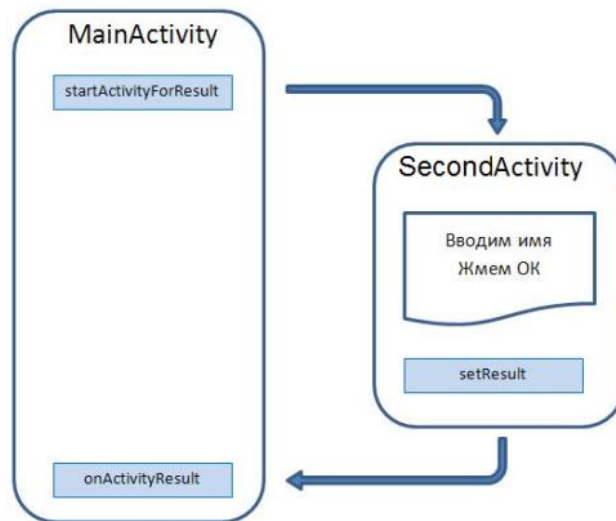 MainActivity
startActivityForResult
SecondActivity
Вводим имя
Жмем ОК
setResult
onActivityResult